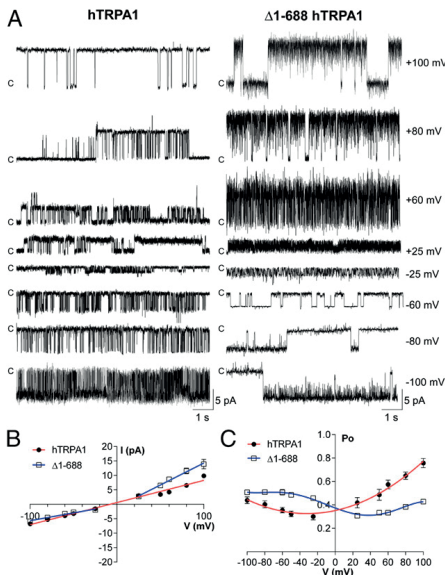 A
hTRPA1
Δ1-688 hTRPA1
C
C
+100 mV
C
C
+80 mV
C
C
+60 mV
C
C
+25 mV
C
C
-25 mV
C
C
-60 mV
C
C
-80 mV
C
C
-100 mV
5 pA
1 s
5 pA
1 s
B
hTRPA1
Δ1-688
I (pA)
20
15
10
5
0
-5
-10
-15
-20
-100
100
V (mV)
C
hTRPA1
Δ1-688
Po
1.0
0.8
0.6
0.4
0.2
0.0
-100 -80 -60 -40 -20 0 20 40 60 80 100
V (mV)